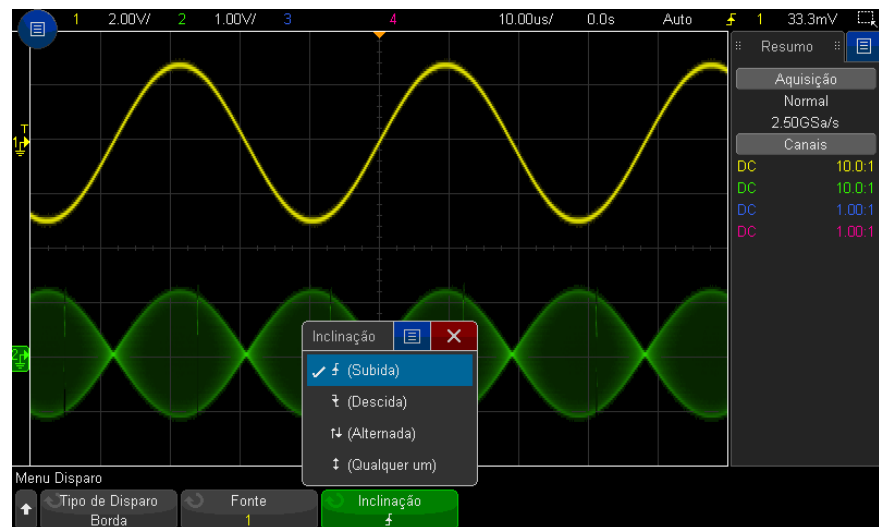 1 2.00V/ 2 1.00V/ 3 4 10.00us/ 0.0s Auto 1 33.3mV
Resumo
Aquisição
Normal
2.50GSa/s
Canais
DC 10.0:1
DC 10.0:1
DC 1.00:1
DC 1.00:1
T
1
2
Inclinação
(Subida)
(Descida)
(Alternada)
(Qualquer um)
Menu Disparo
Tipo de Disparo
Borda
Fonte
1
Inclinação